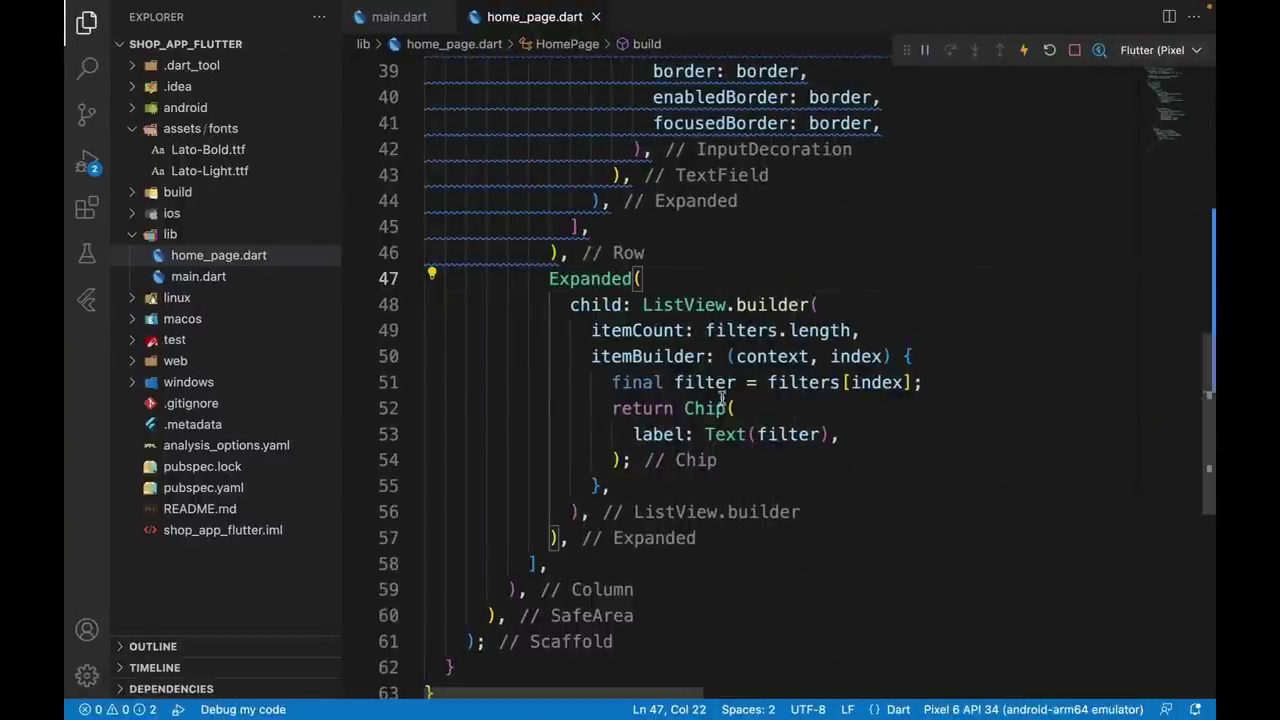 EXPLORER
SHOP_APP_FLUTTER
.dart_tool
.idea
android
assets/fonts
Lato-Bold.ttf
Lato-Light.ttf
build
ios
lib
home_page.dart
main.dart
linux
macos
test
web
windows
.gitignore
.metadata
analysis_options.yaml
pubspec.lock
pubspec.yaml
README.md
shop_app_flutter.iml
OUTLINE
TIMELINE
DEPENDENCIES
2
main.dart
home_page.dart
lib > home_page.dart > HomePage > build
Flutter (Pixel
39 border: border,
40 enabledBorder: border,
41 focusedBorder: border,
42 ), // InputDecoration
43 ), // TextField
44 ), // Expanded
45 ],
46 ), // Row
47 Expanded(
48 child: ListView.builder(
49 itemCount: filters.length,
50 itemBuilder: (context, index) {
51 final filter = filters[index];
52 return Chip(
53 label: Text(filter),
54 ); // Chip
55 },
56 ), // ListView.builder
57 ), // Expanded
58 ],
59 ), // Column
60 ), // SafeArea
61 ); // Scaffold
62 }
63 }
0 0 2 Debug my code Ln 47, Col 22 Spaces: 2 UTF-8 LF {} Dart Pixel 6 API 34 (android-arm64 emulator)